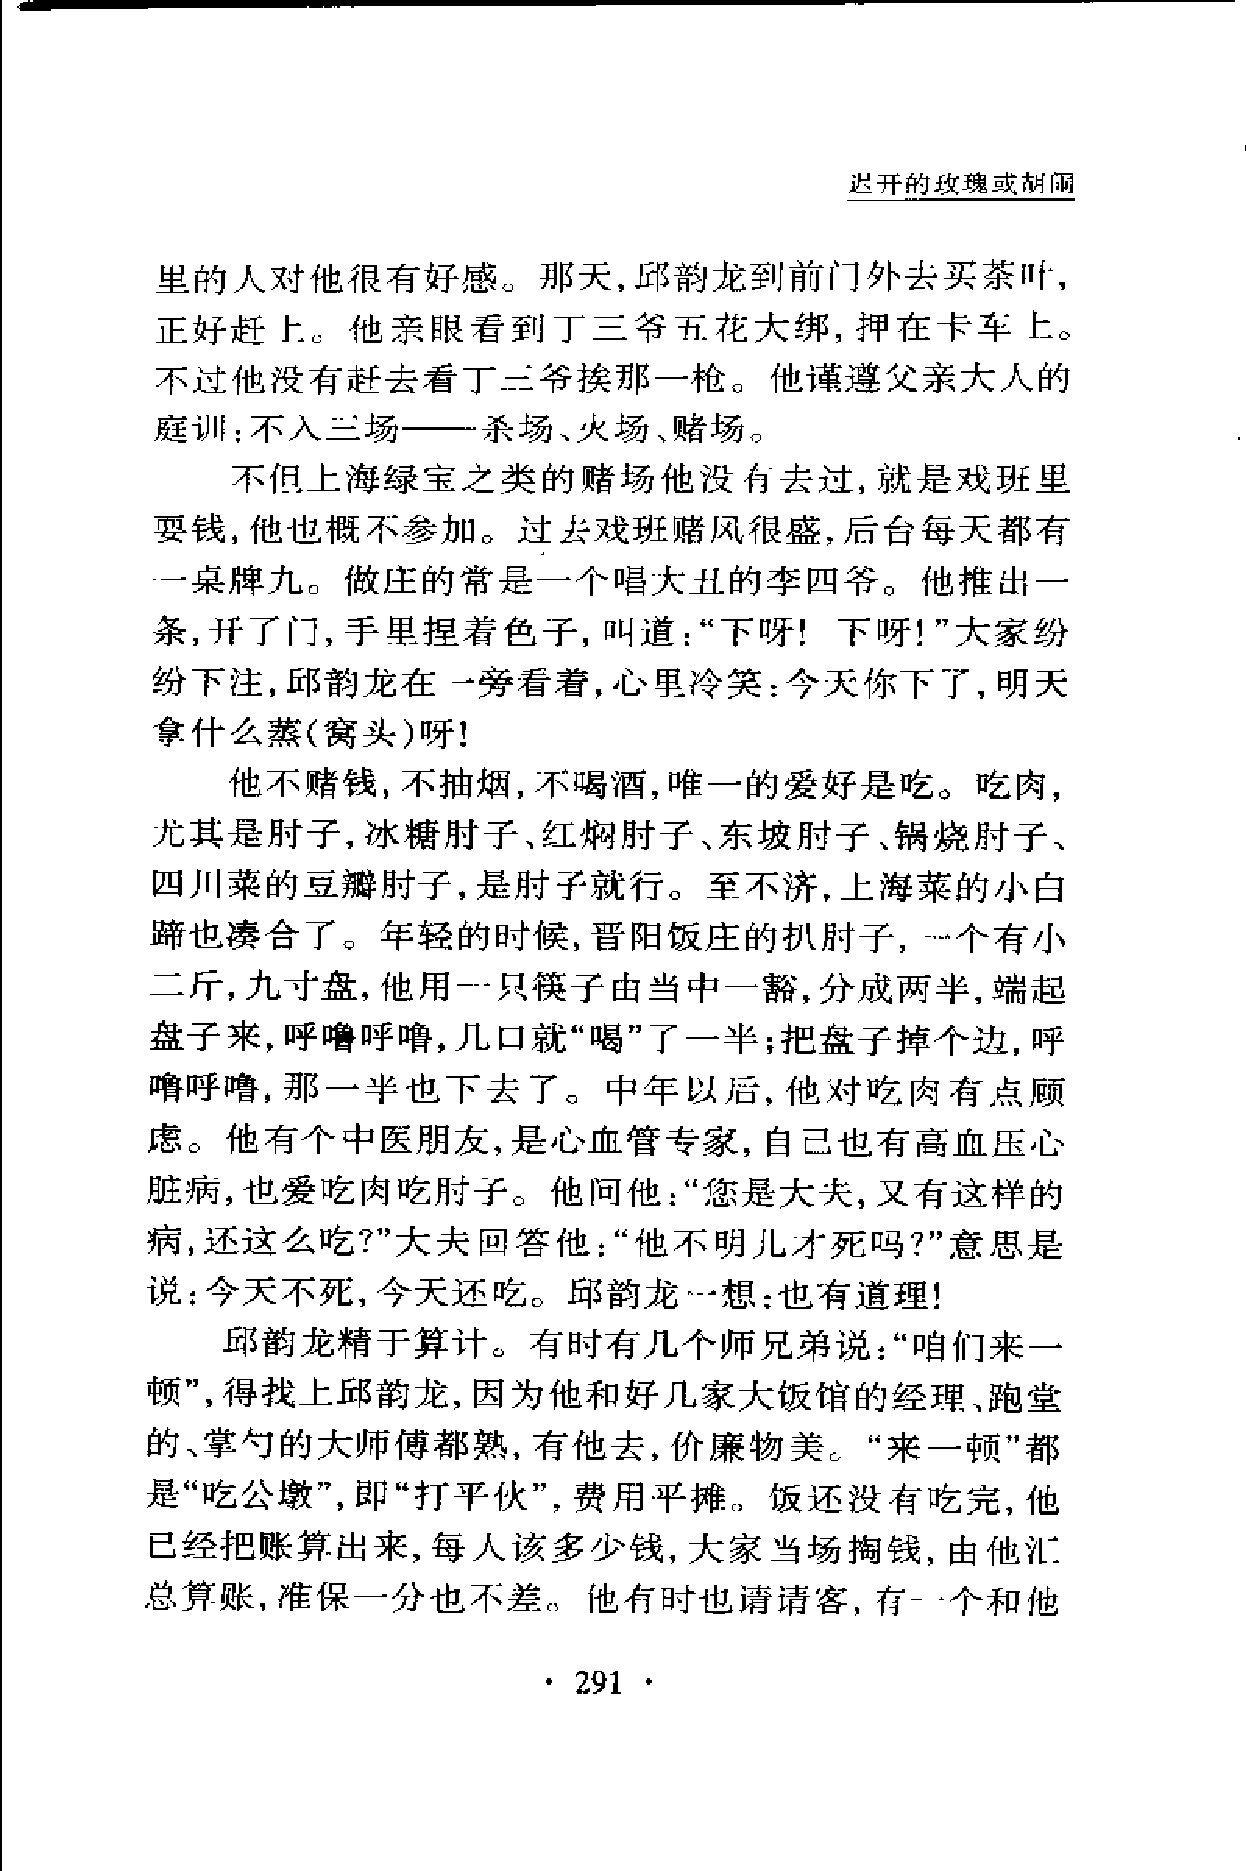 迟开的玫瑰或胡闹
里的人对他很有好感。那天,邱韵龙到前门外去买茶叶,
正好赶上。他亲眼看到丁三爷五花大绑,押在卡车上。
不过他没有赶去看丁三爷挨那一枪。他谨遵父亲大人的
庭训:不入三场——杀场、火场、赌场。
不但上海绿宝之类的赌场他没有去过,就是戏班里
耍钱,他也概不参加。过去戏班赌风很盛,后台每天都有
一桌牌九。做庄的常是一个唱大丑的李四爷。他推出一
条,开了门,手里捏着色子,叫道:“下呀! 下呀!”大家纷
纷下注,邱韵龙在一旁看着,心里冷笑:今天你下了,明天
拿什么蒸(窝头)呀!
他不赌钱,不抽烟,不喝酒,唯一的爱好是吃。吃肉,
尤其是肘子,冰糖肘子、红焖肘子、东坡肘子、锅烧肘子、
四川菜的豆瓣肘子,是肘子就行。至不济,上海菜的小白
蹄也凑合了。年轻的时候,晋阳饭庄的扒肘子,一个有小
二斤,九寸盘,他用一只筷子由当中一豁,分成两半,端起
盘子来,呼噜呼噜,几口就“喝”了一半;把盘子掉个边,呼
噜呼噜,那一半也下去了。中年以后,他对吃肉有点顾
虑。他有个中医朋友,是心血管专家,自己也有高血压心
脏病,也爱吃肉吃肘子。他问他:“您是大夫,又有这样的
病,还这么吃?”大夫回答他:“他不明儿才死吗?”意思是
说:今天不死,今天还吃。邱韵龙一想:也有道理!
邱韵龙精于算计。有时有几个师兄弟说:“咱们来一
顿”,得找上邱韵龙,因为他和好几家大饭馆的经理、跑堂
的、掌勺的大师傅都熟,有他去,价廉物美。“来一顿”都
是“吃公墩”,即“打平伙”,费用平摊。饭还没有吃完,他
已经把账算出来,每人该多少钱,大家当场掏钱,由他汇
总算账,准保一分也不差。他有时也请请客,有一个和他
· 291 ·